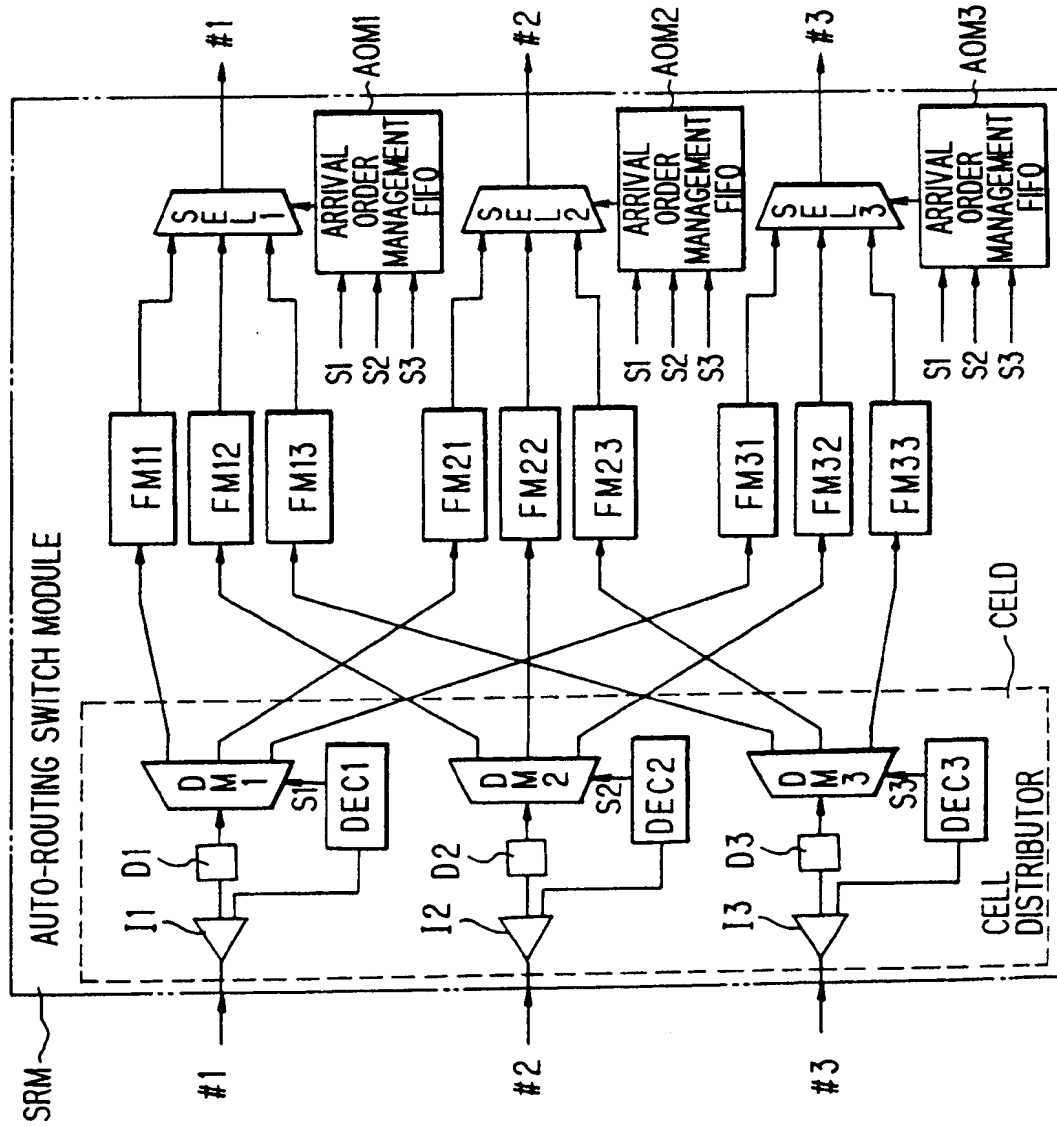 SRM
AUTO-ROUTING SWITCH MODULE
#1
I1
D1
DM1
S1
DEC1
#2
I2
D2
DM2
S2
DEC2
#3
I3
D3
DM3
S3
DEC3
CELL
DISTRIBUTOR
CELD
FM11
FM12
FM13
FM21
FM22
FM23
FM31
FM32
FM33
SEL1
S1
S2
S3
ARRIVAL
ORDER
MANAGEMENT
FIFO
AOM1
#1
SEL2
S1
S2
S3
ARRIVAL
ORDER
MANAGEMENT
FIFO
AOM2
#2
SEL3
S1
S2
S3
ARRIVAL
ORDER
MANAGEMENT
FIFO
AOM3
#3